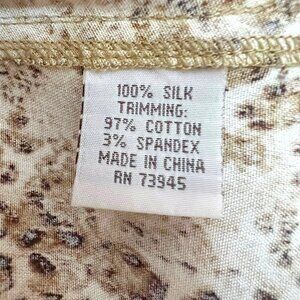 100% SILK
TRIMMING:
97% COTTON
3% SPANDEX
MADE IN CHINA
RN 73945